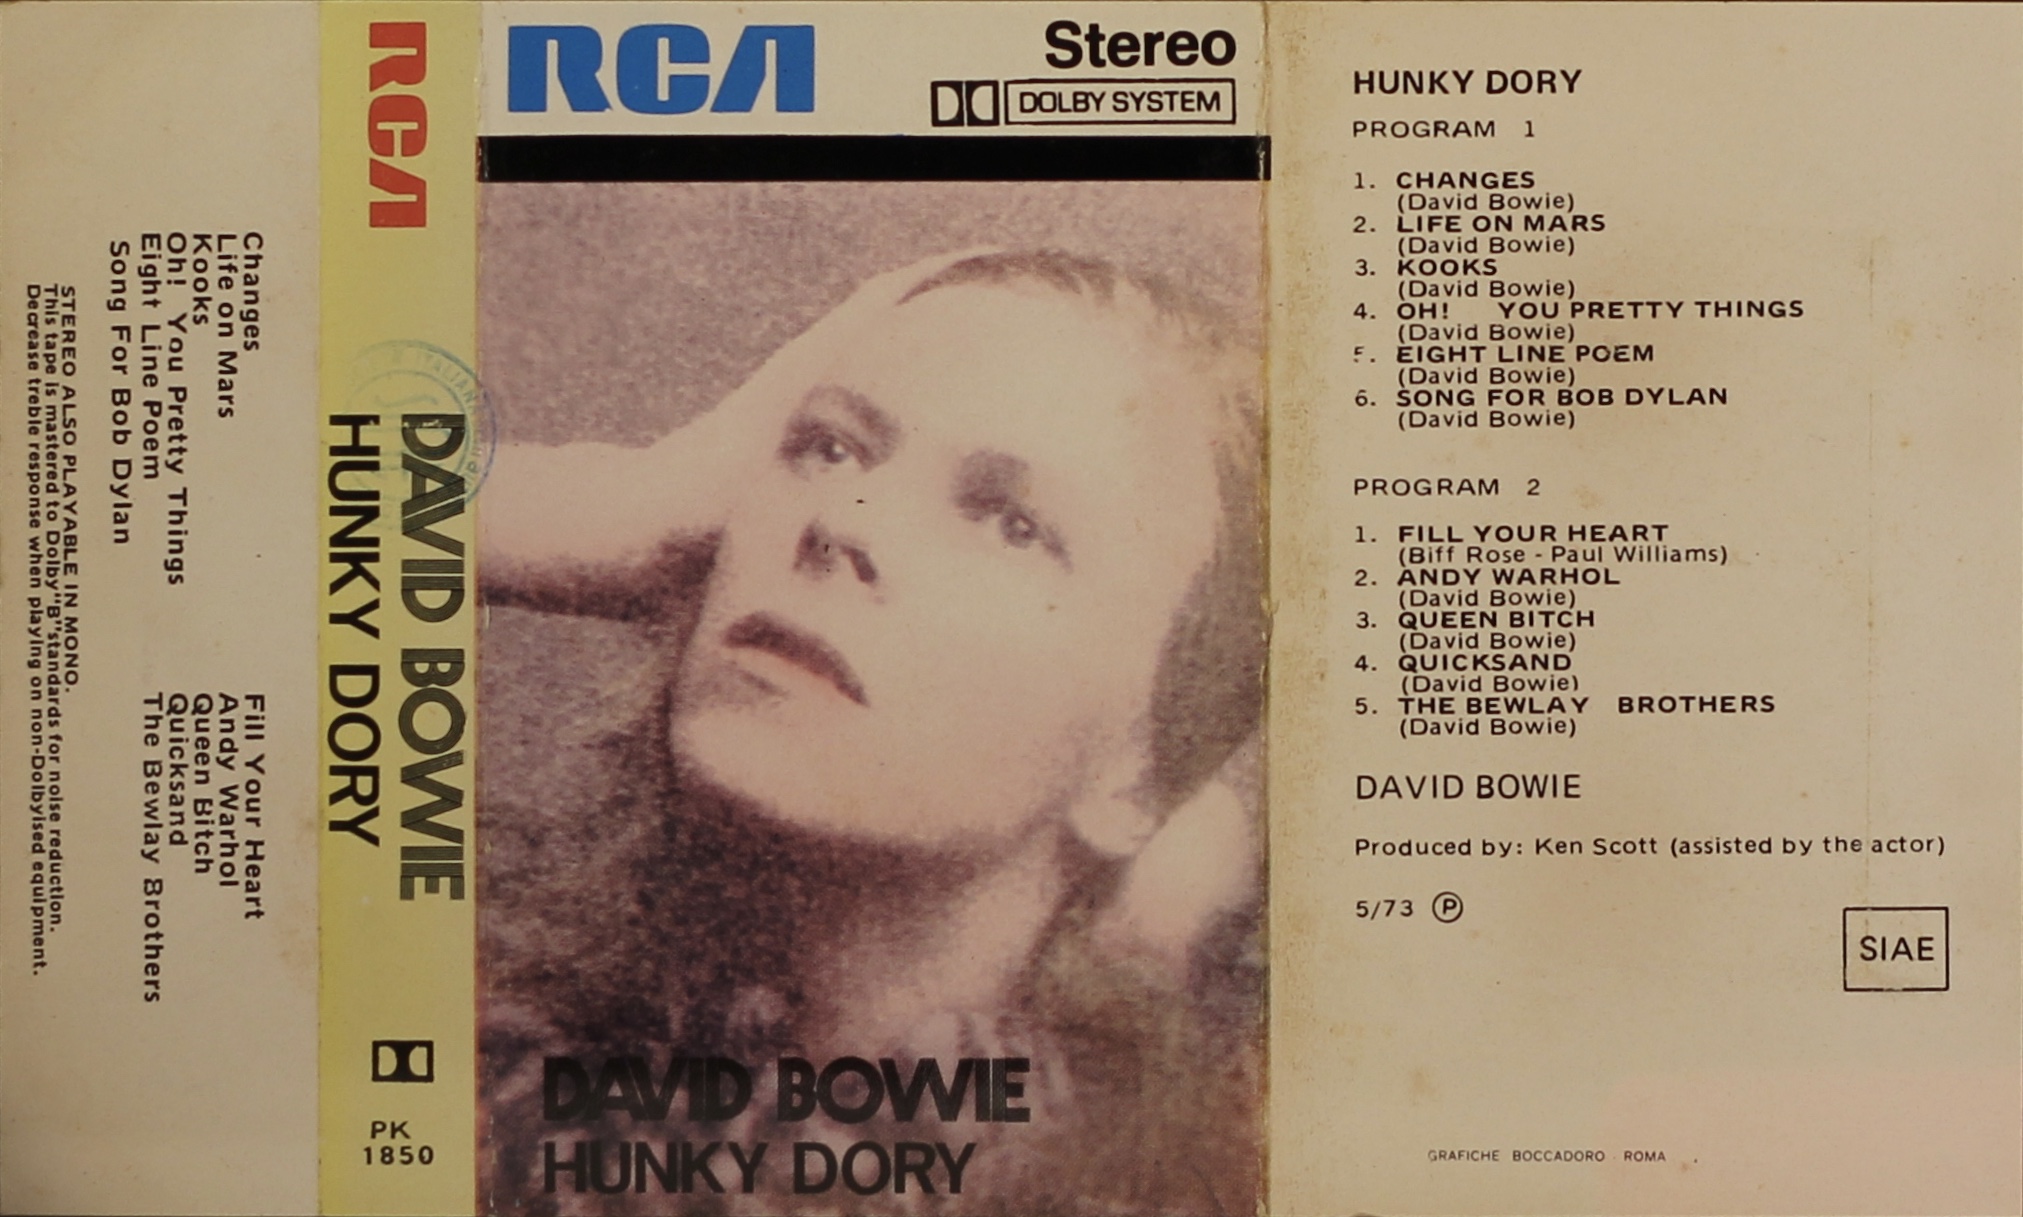 Changes
Life on Mars
Kooks
Oh! You Pretty Things
Eight Line Poem
Song For Bob Dylan
Fill Your Heart
Andy Warhol
Queen Bitch
Quicksand
The Bewlay Brothers
STEREO ALSO PLAYABLE IN MONO.
This tape is mastered to Dolby "B" standards for noise reduction.
Decrease treble response when playing on non-Dolbyised equipment.
RCA
DAVID BOWIE
HUNKY DORY
PK
1850
RCA
Stereo
DOLBY SYSTEM
DAVID BOWIE
HUNKY DORY
HUNKY DORY
PROGRAM 1
1. CHANGES
(David Bowie)
2. LIFE ON MARS
(David Bowie)
3. KOOKS
(David Bowie)
4. OH! YOU PRETTY THINGS
(David Bowie)
5. EIGHT LINE POEM
(David Bowie)
6. SONG FOR BOB DYLAN
(David Bowie)
PROGRAM 2
1. FILL YOUR HEART
(Biff Rose - Paul Williams)
2. ANDY WARHOL
(David Bowie)
3. QUEEN BITCH
(David Bowie)
4. QUICKSAND
(David Bowie)
5. THE BEWLAY BROTHERS
(David Bowie)
DAVID BOWIE
Produced by: Ken Scott (assisted by the actor)
5/73 Ⓟ
SIAE
GRAFICHE BOCCADORO - ROMA